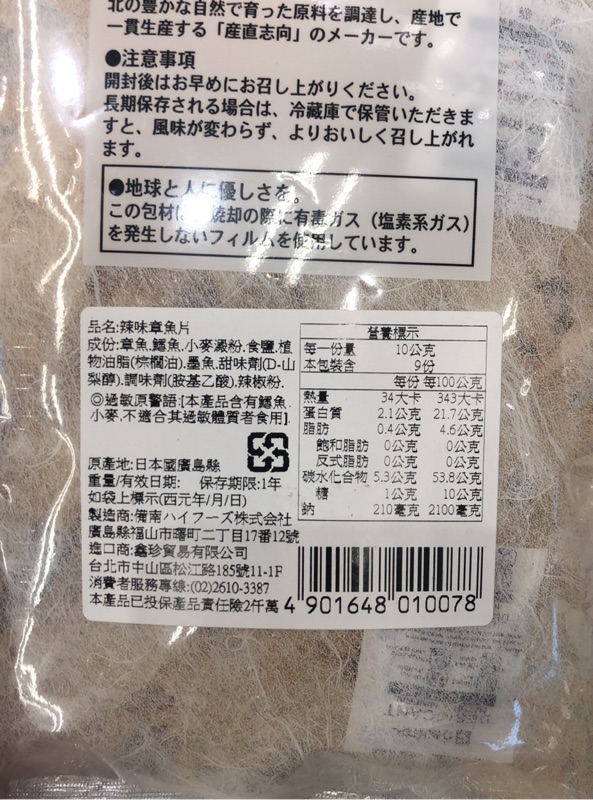 北の豊かな自然で育った原料を調達し、産地で
一貫生産する「産直志向」のメーカーです。
●注意事項
開封後はお早めにお召し上がりください。
長期保存される場合は、冷蔵庫で保管いただきま
すと、風味が変わらず、よりおいしく召し上がれ
ます。
●地球と人に優しさを。
この包材は 焼却の際に有毒ガス（塩素系ガス）
を発生しないフィルムを使用しています。
品名:辣味章魚片
成份:章魚.鱈魚.小麥澱粉.食鹽.植
物油脂(棕櫚油).墨魚.甜味劑(D-山
梨醇).調味劑(胺基乙酸).辣椒粉.
◎過敏原警語:[本產品含有鱈魚.
小麥.不適合其過敏體質者食用].
原產地:日本國廣島縣
重量/有效日期: 保存期限:1年
如袋上標示(西元年/月/日)
製造商:備南ハイフーズ株式会社
廣島縣福山市曙町二丁目17番12號
進口商:鑫珍貿易有限公司
台北市中山區松江路185號11-1F
消費者服務專線:(02)2610-3387
本產品已投保產品責任險2仟萬
營養標示
每一份量 10公克
本包裝含 9份
每份 每100公克
熱量 34大卡 343大卡
蛋白質 2.1公克 21.7公克
脂肪 0.4公克 4.6公克
飽和脂肪 0公克 0公克
反式脂肪 0公克 0公克
碳水化合物 5.3公克 53.8公克
糖 1公克 10公克
鈉 210毫克 2100毫克
4 901648 010078